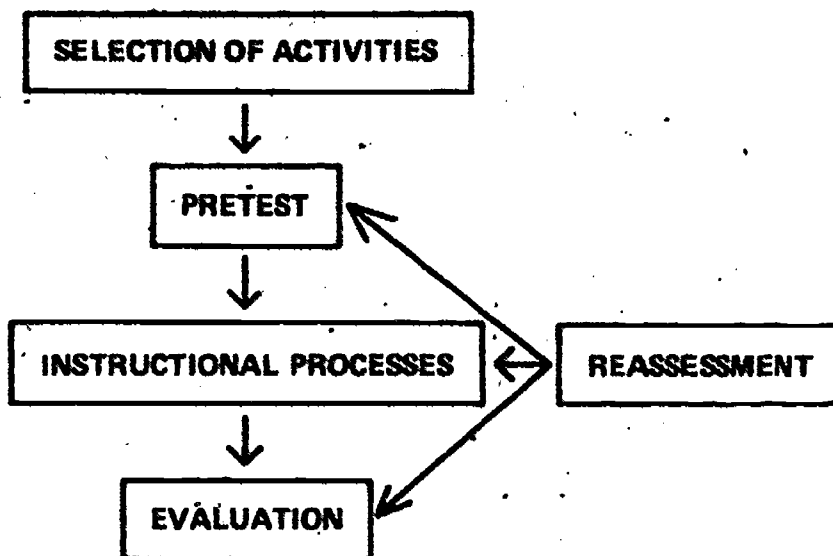 SELECTION OF ACTIVITIES
PRETEST
INSTRUCTIONAL PROCESSES
REASSESSMENT
EVALUATION